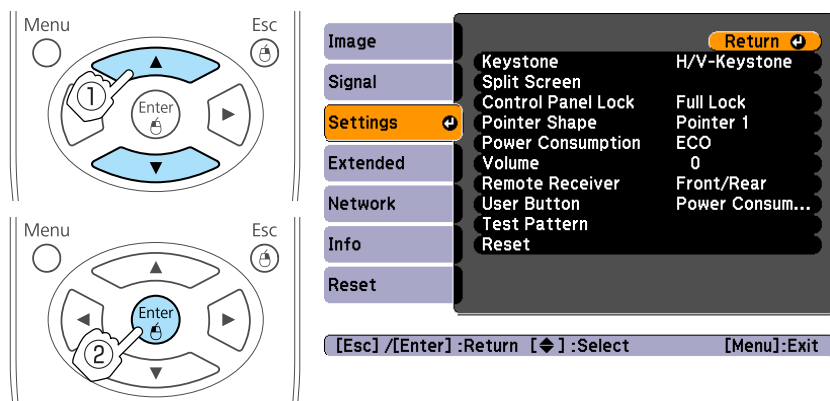 Menu
Esc
1
Enter
Menu
Esc
Enter
2
Image
Signal
Settings
Extended
Network
Info
Reset
Return
Keystone H/V-Keystone
Split Screen
Control Panel Lock Full Lock
Pointer Shape Pointer 1
Power Consumption ECO
Volume 0
Remote Receiver Front/Rear
User Button Power Consum...
Test Pattern
Reset
[Esc] /[Enter] :Return [◆] :Select [Menu]:Exit